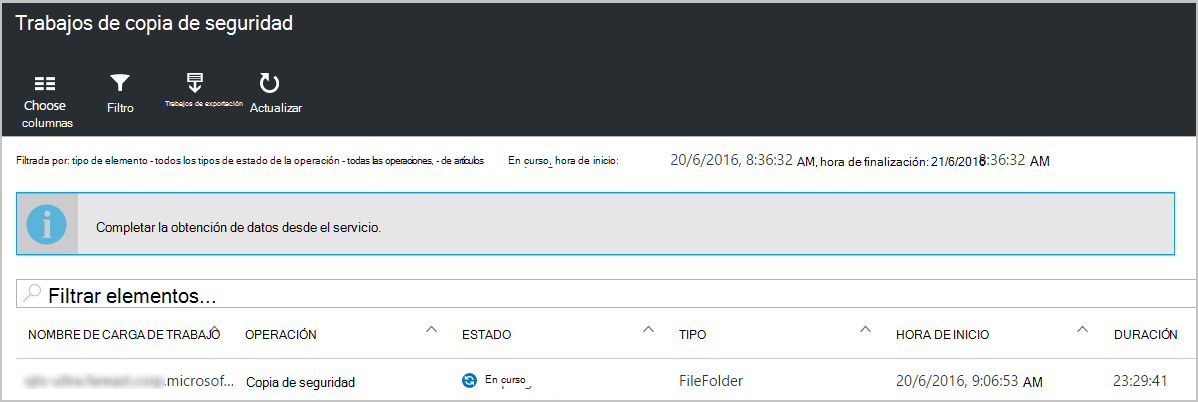 Trabajos de copia de seguridad
Choose columnas
Filtro
Trabajos de exportación
Actualizar
Filtrada por: tipo de elemento - todos los tipos de estado de la operación - todas las operaciones, - de artículos En curso, hora de inicio: 20/6/2016, 8:36:32 AM, hora de finalización: 21/6/2016 8:36:32 AM
Completar la obtención de datos desde el servicio.
Filtrar elementos...
NOMBRE DE CARGA DE TRABAJO OPERACIÓN ESTADO TIPO HORA DE INICIO DURACIÓN
.microsof... Copia de seguridad En curso FileFolder 20/6/2016, 9:06:53 AM 23:29:41